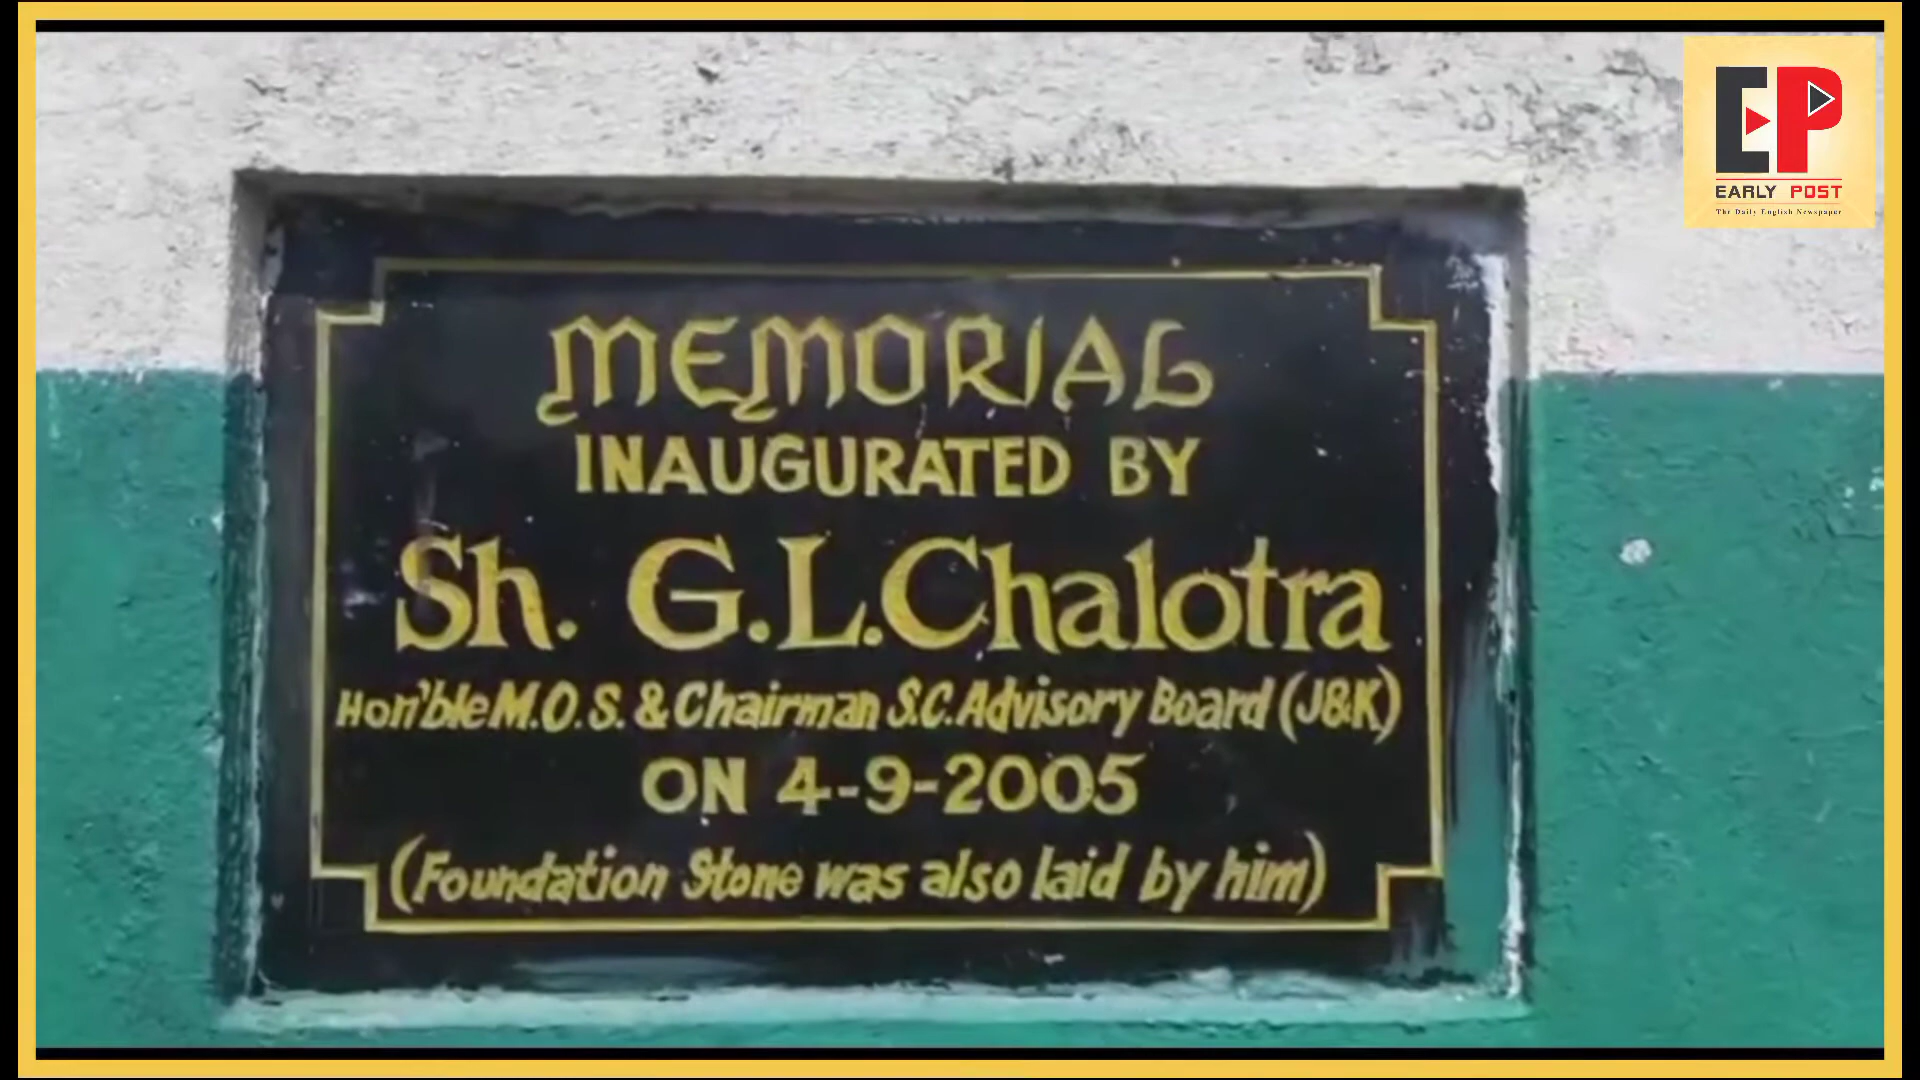 EP
EARLY POST
The Daily English Newspaper
MEMORIAL
INAUGURATED BY
Sh. G.L.Chalotra
Hon'ble M.O.S. & Chairman S.C. Advisory Board (J&K)
ON 4-9-2005
(Foundation Stone was also laid by him)